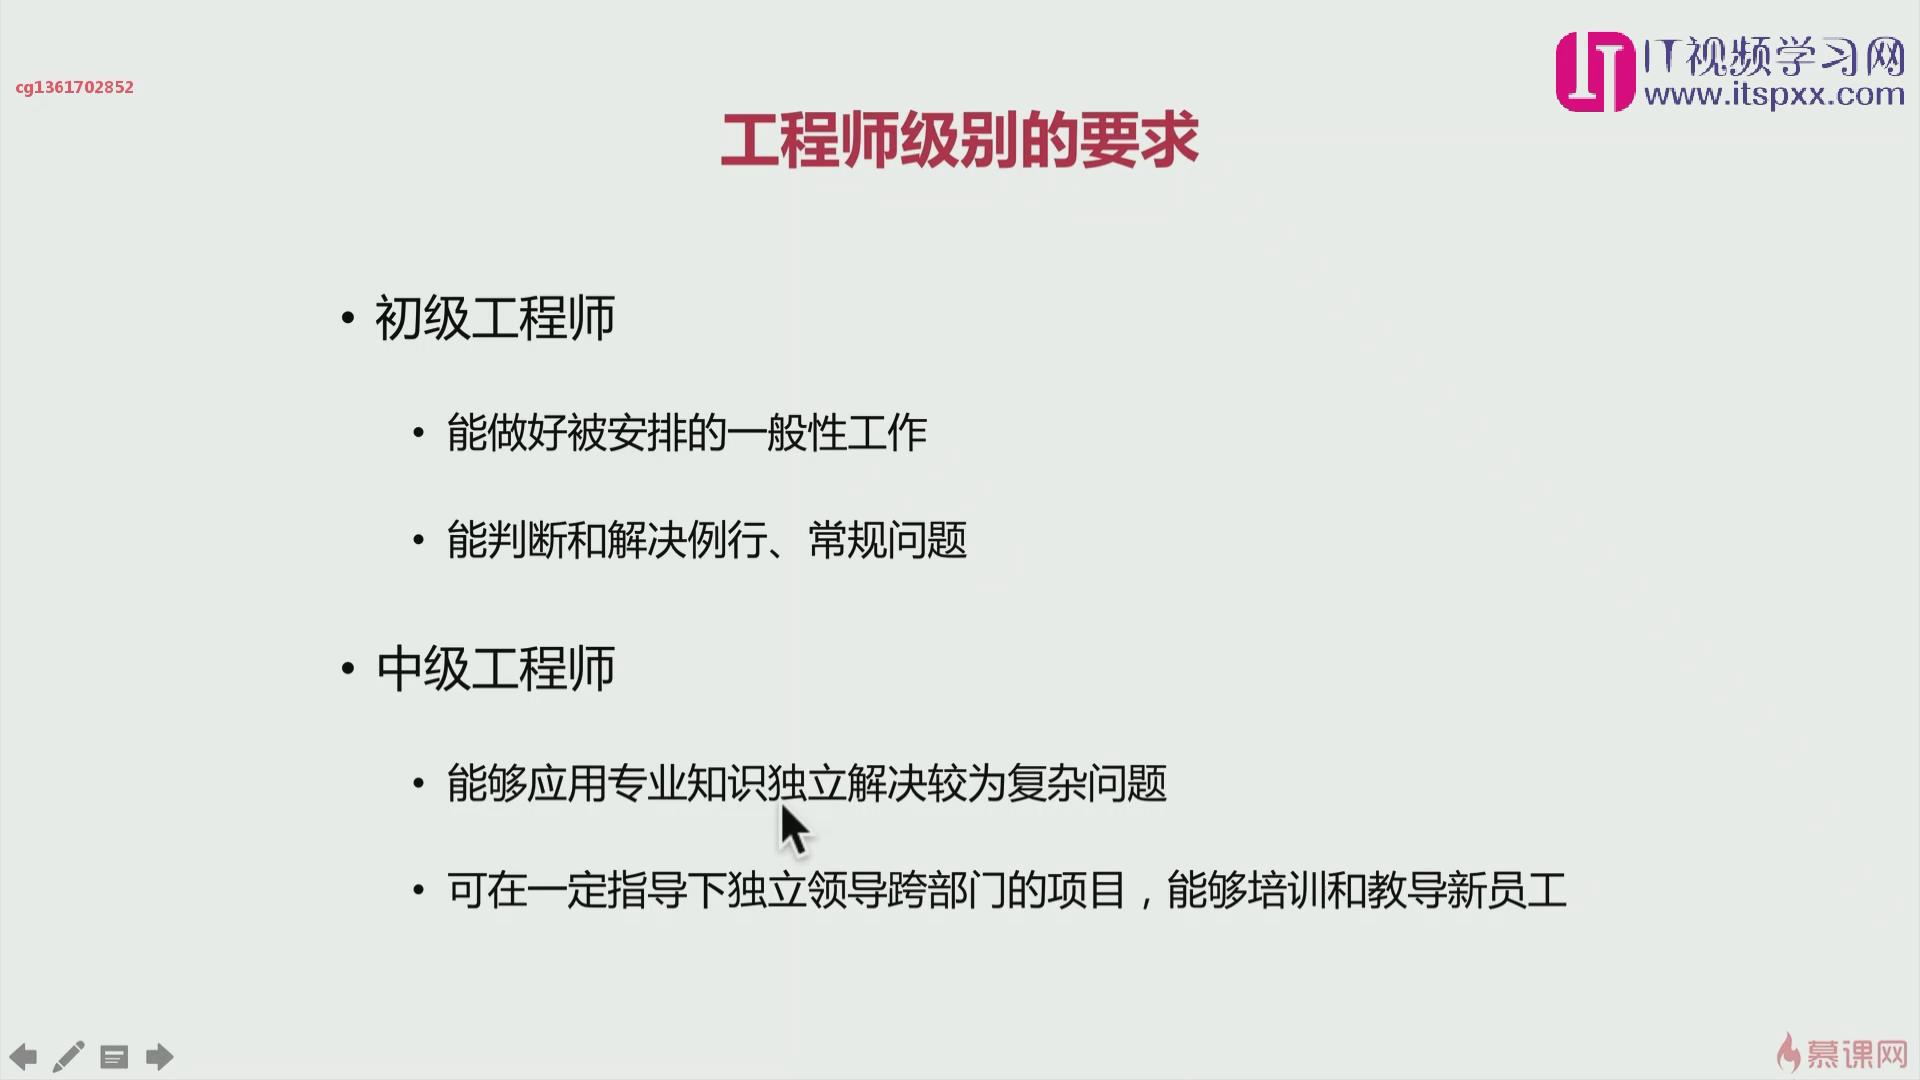 IT视频学习网
www.itspxx.com
cg1361702852
工程师级别的要求
• 初级工程师
• 能做好被安排的一般性工作
• 能判断和解决例行、常规问题
• 中级工程师
• 能够应用专业知识独立解决较为复杂问题
• 可在一定指导下独立领导跨部门的项目，能够培训和教导新员工
慕课网